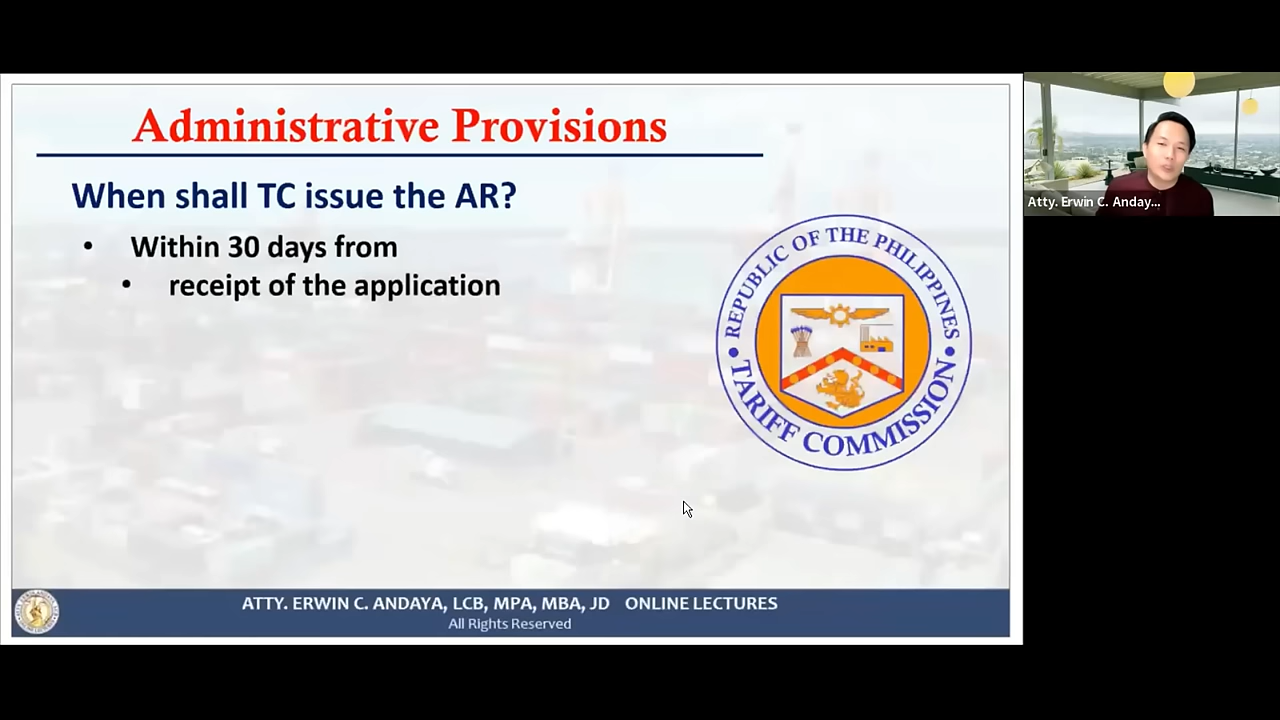 Administrative Provisions
When shall TC issue the AR?
• Within 30 days from
• receipt of the application
REPUBLIC OF THE PHILIPPINES
• TARIFF COMMISSION •
Atty. Erwin C. Anday...
ATTY. ERWIN C. ANDAYA, LCB, MPA, MBA, JD ONLINE LECTURES
All Rights Reserved